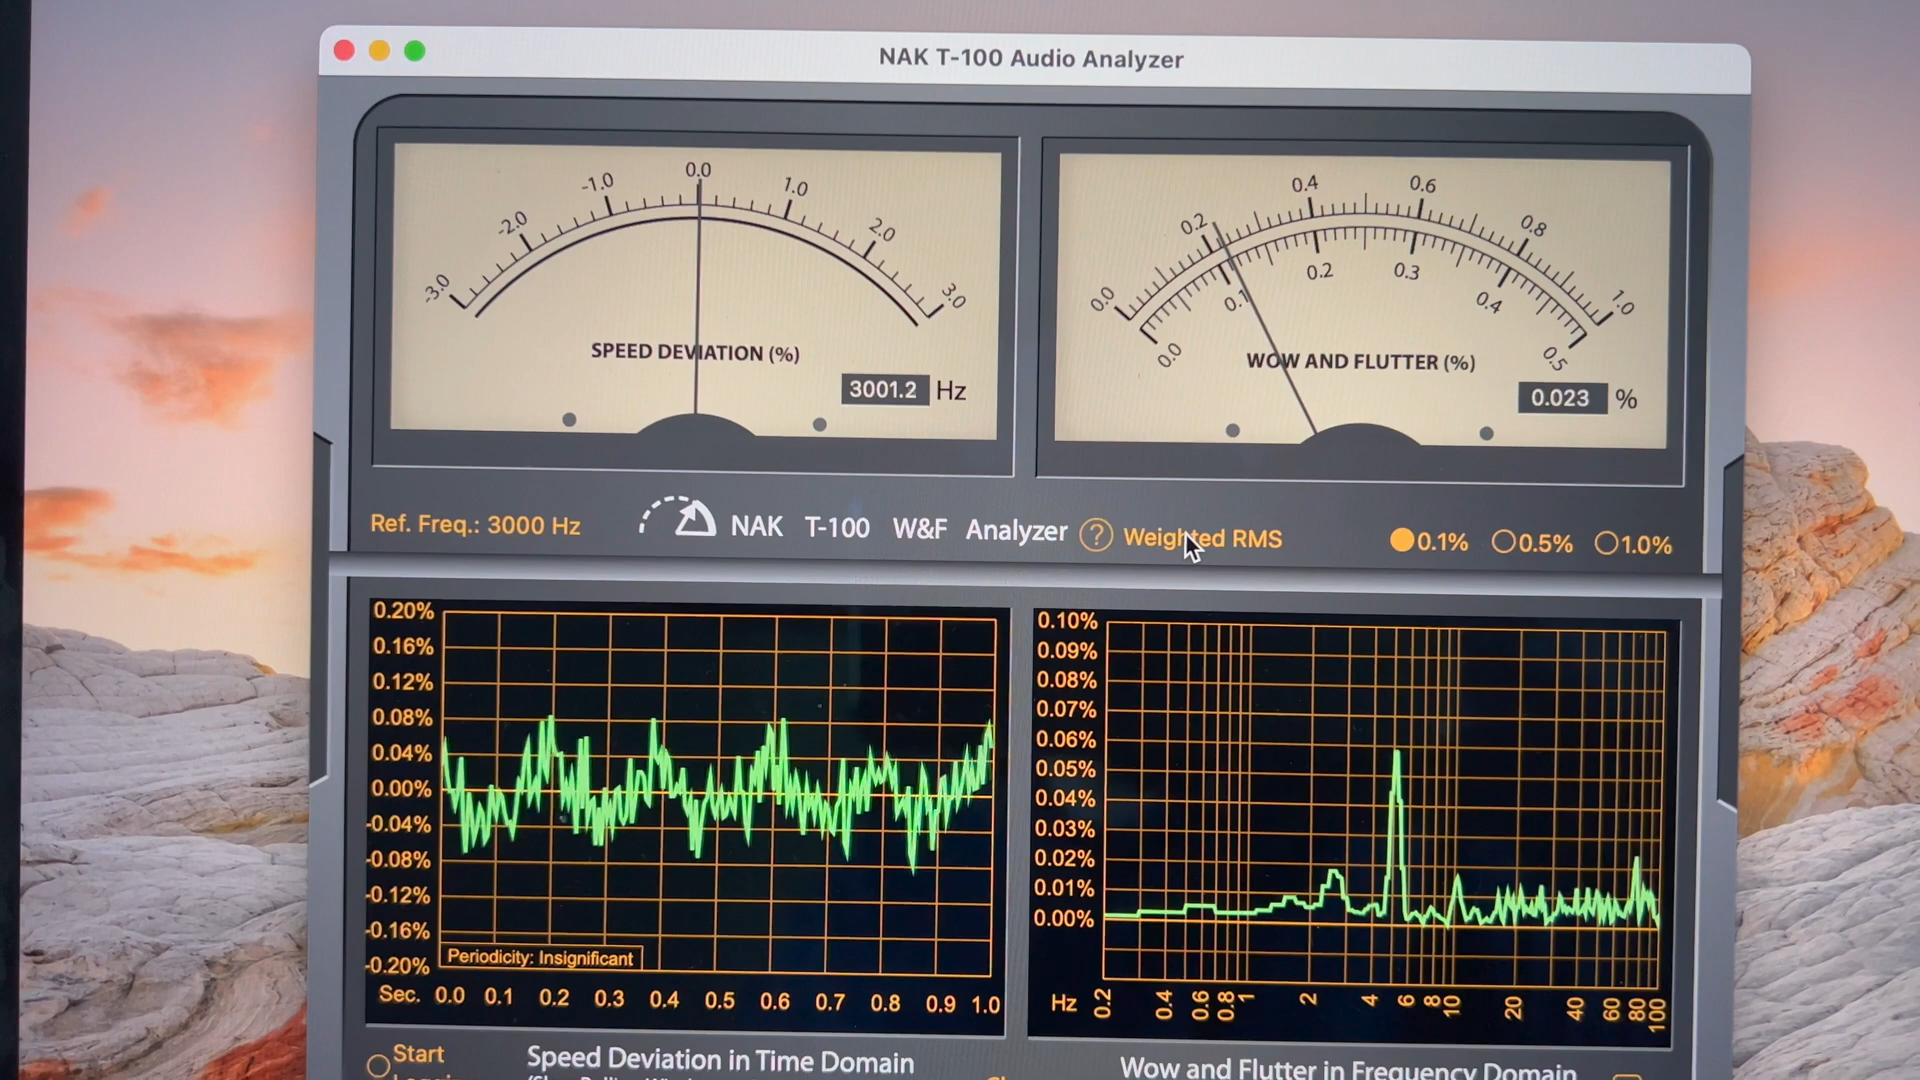 NAK T-100 Audio Analyzer
-3.0 -2.0 -1.0 0.0 1.0 2.0 3.0
SPEED DEVIATION (%)
3001.2 Hz
0.0 0.2 0.4 0.6 0.8 1.0
0.0 0.1 0.2 0.3 0.4 0.5
WOW AND FLUTTER (%)
0.023 %
Ref. Freq.: 3000 Hz
NAK T-100 W&F Analyzer
? Weighted RMS
0.1% 0.5% 1.0%
0.20%
0.16%
0.12%
0.08%
0.04%
0.00%
-0.04%
-0.08%
-0.12%
-0.16%
-0.20%
Periodicity: Insignificant
Sec. 0.0 0.1 0.2 0.3 0.4 0.5 0.6 0.7 0.8 0.9 1.0
0.10%
0.09%
0.08%
0.07%
0.06%
0.05%
0.04%
0.03%
0.02%
0.01%
0.00%
Hz 0.2 0.4 0.6 0.8 1 2 4 6 8 10 20 40 60 80 100
Start
Speed Deviation in Time Domain
Wow and Flutter in Frequency Domain